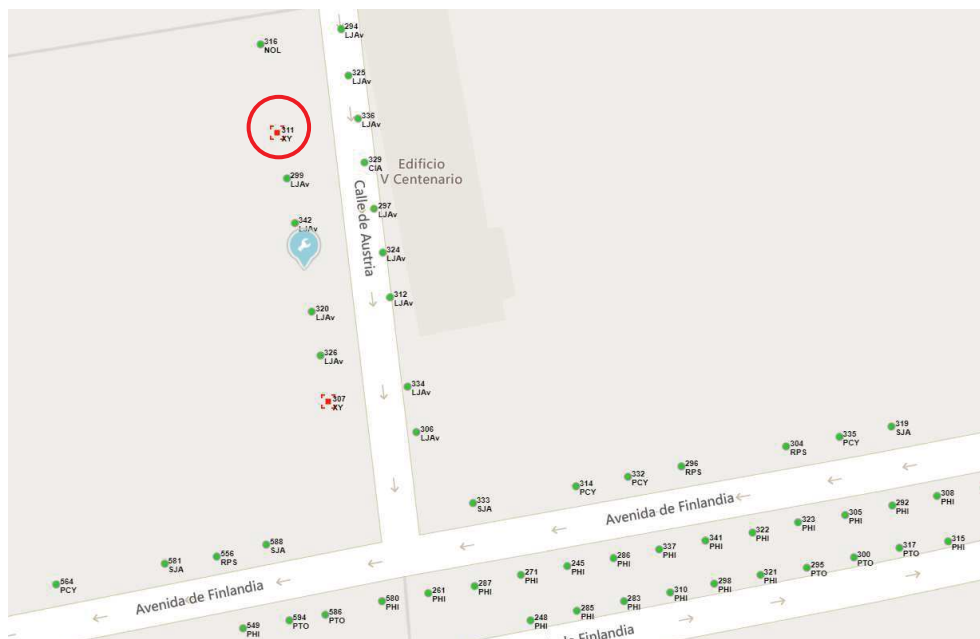 294
LJAv
316
NOL
325
LJAv
336
LJAv
311
XY
329
CIA
Edificio
V Centenario
299
LJAv
297
LJAv
342
LJAv
Calle de Austria
324
LJAv
312
LJAv
320
LJAv
326
LJAv
334
LJAv
307
XY
306
LJAv
319
SJA
335
PCY
304
RPS
296
RPS
332
PCY
314
PCY
333
SJA
Avenida de Finlandia
308
PHI
292
PHI
305
PHI
323
PHI
322
PHI
341
PHI
337
PHI
286
PHI
245
PHI
271
PHI
287
PHI
261
PHI
580
PHI
588
SJA
556
RPS
581
SJA
564
PCY
Avenida de Finlandia
586
PTO
594
PTO
549
PHI
315
PHI
317
PTO
300
PTO
295
PTO
321
PHI
298
PHI
310
PHI
283
PHI
285
PHI
248
PHI
Avenida de Finlandia